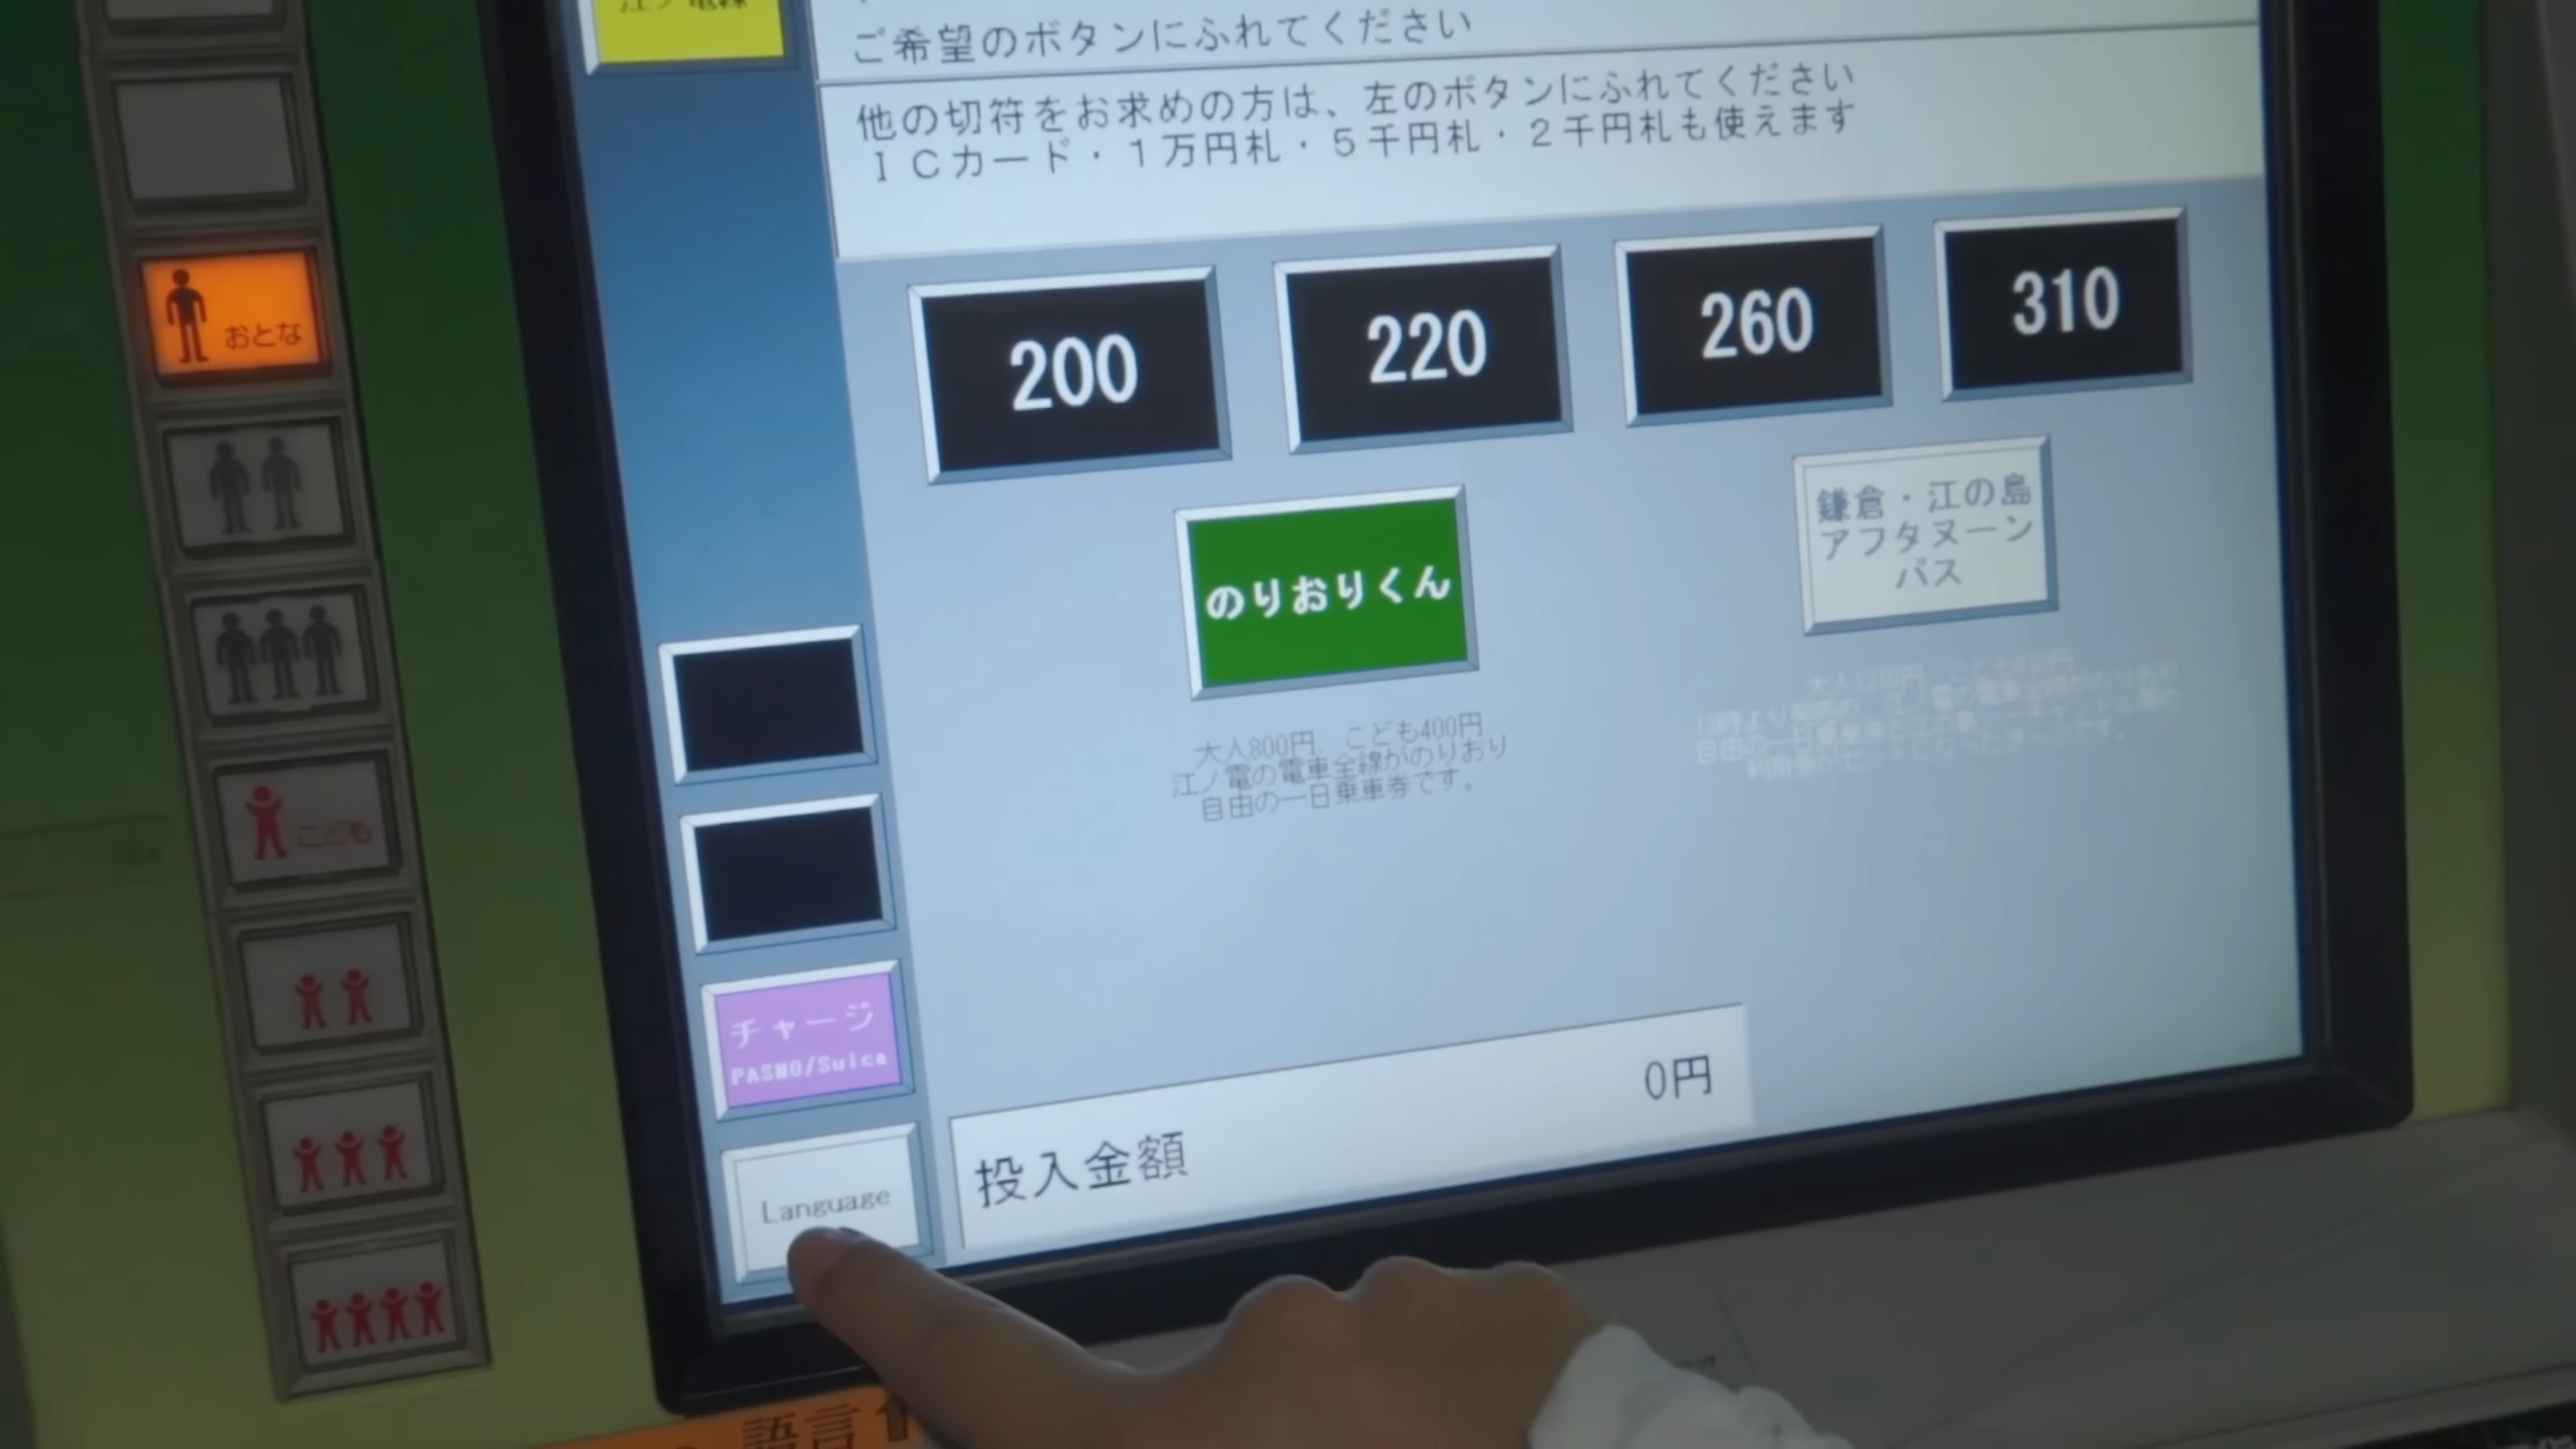 ご希望のボタンにふれてください
他の切符をお求めの方は、左のボタンにふれてください
ICカード・1万円札・5千円札・2千円札も使えます
おとな
200
220
260
310
のりおりくん
鎌倉・江の島
アフタヌーン
パス
大人800円、こども400円
江ノ電の電車全線がのりおり
自由の一日乗車券です。
こども
チャージ
PASMO/Suica
Language
投入金額
0円
語言